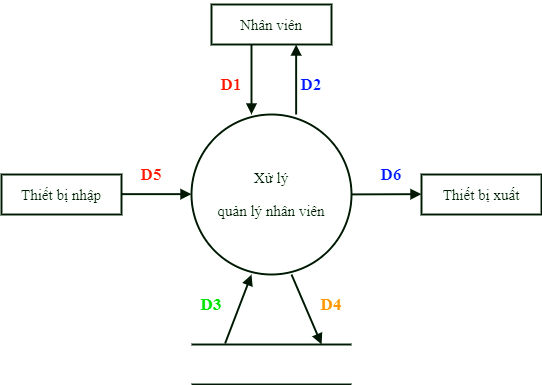 Nhân viên
D1
D2
Xử lý
quản lý nhân viên
Thiết bị nhập
D5
D6
Thiết bị xuất
D3
D4